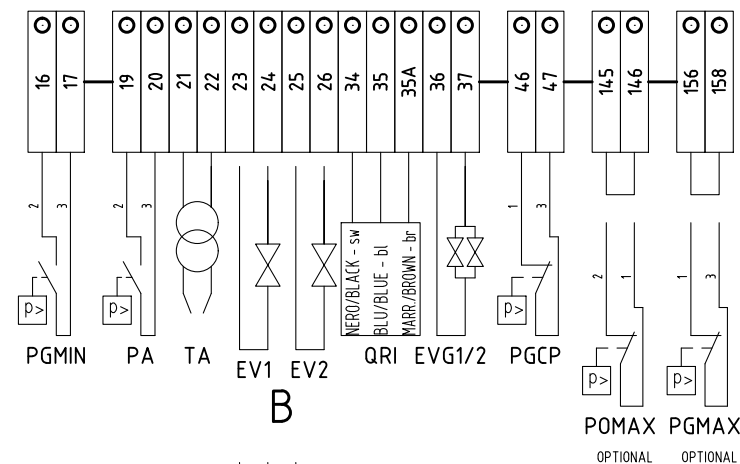 16 17 19 20 21 22 23 24 25 26 34 35 35A 36 37 46 47 145 146 156 158
2 3 2 3 1 3
NERO/BLACK - sw
BLU/BLUE - bl
MARR./BROWN - br
2 1 1 3
p> p> p>
PGMIN PA TA EV1 EV2 QRI EVG1/2 PGCP
p> p>
B
POMAX PGMAX
OPTIONAL OPTIONAL